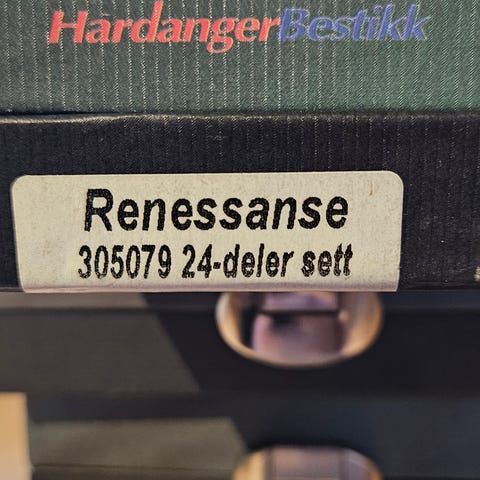 HardangerBestikk
Renessanse
305079 24-deler sett